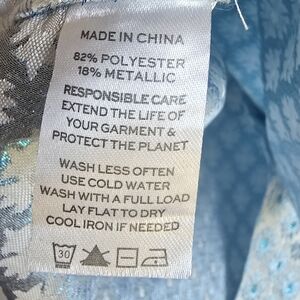 MADE IN CHINA
82% POLYESTER
18% METALLIC
RESPONSIBLE CARE
EXTEND THE LIFE OF
YOUR GARMENT &
PROTECT THE PLANET
WASH LESS OFTEN
USE COLD WATER
WASH WITH A FULL LOAD
LAY FLAT TO DRY
COOL IRON IF NEEDED
30